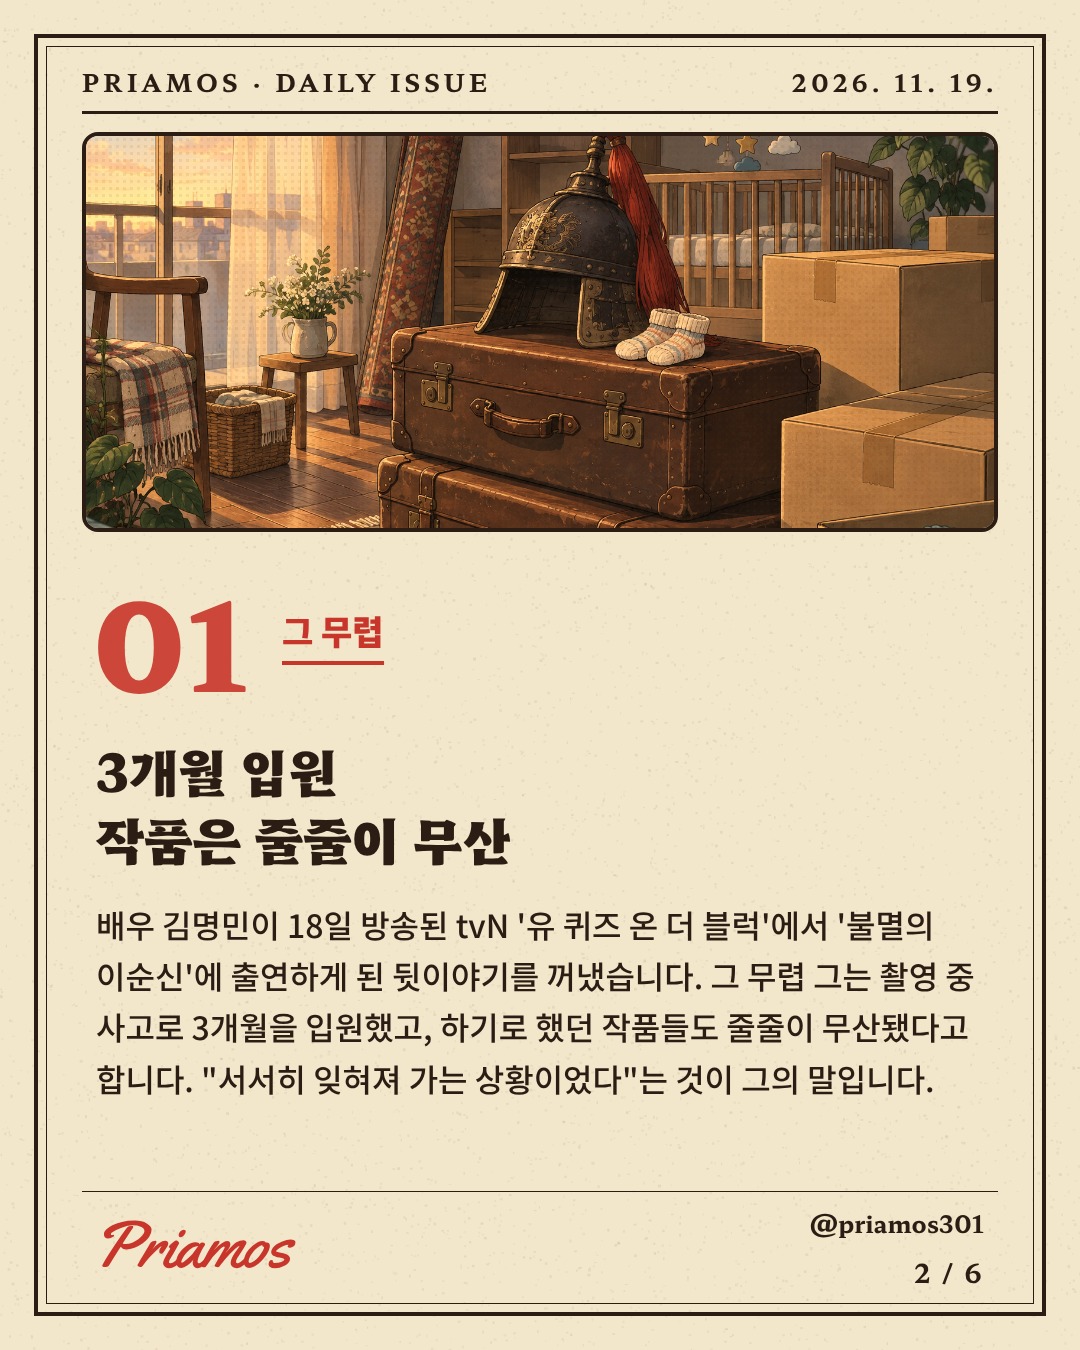 PRIAMOS · DAILY ISSUE
2026. 11. 19.
01
그 무렵
3개월 입원
작품은 줄줄이 무산
배우 김명민이 18일 방송된 tvN '유 퀴즈 온 더 블럭'에서 '불멸의
이순신'에 출연하게 된 뒷이야기를 꺼냈습니다. 그 무렵 그는 촬영 중
사고로 3개월을 입원했고, 하기로 했던 작품들도 줄줄이 무산됐다고
합니다. "서서히 잊혀져 가는 상황이었다"는 것이 그의 말입니다.
Priamos
@priamos301
2 / 6